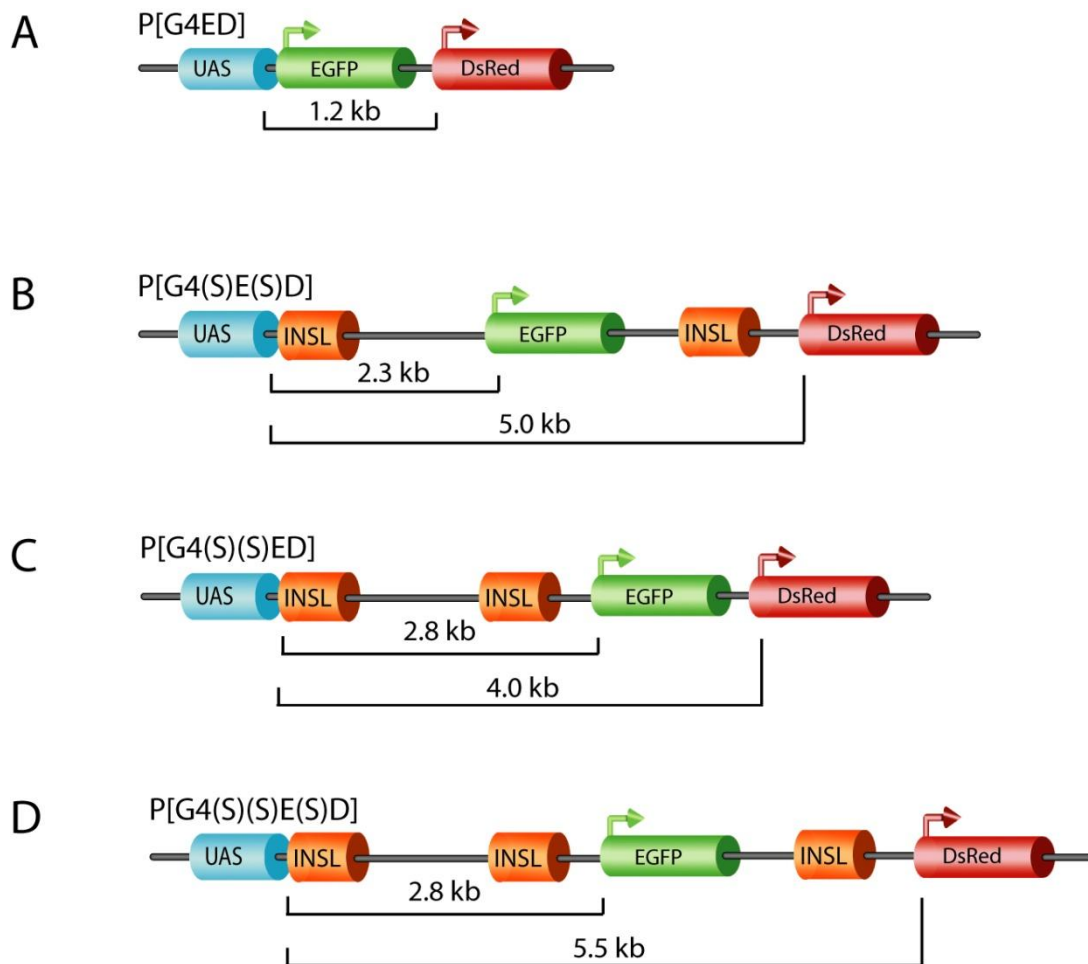 A
P[G4ED]
UAS EGFP DsRed
1.2 kb
B
P[G4(S)E(S)D]
UAS INSL EGFP INSL DsRed
2.3 kb
5.0 kb
C
P[G4(S)(S)ED]
UAS INSL INSL EGFP DsRed
2.8 kb
4.0 kb
D
P[G4(S)(S)E(S)D]
UAS INSL INSL EGFP INSL DsRed
2.8 kb
5.5 kb